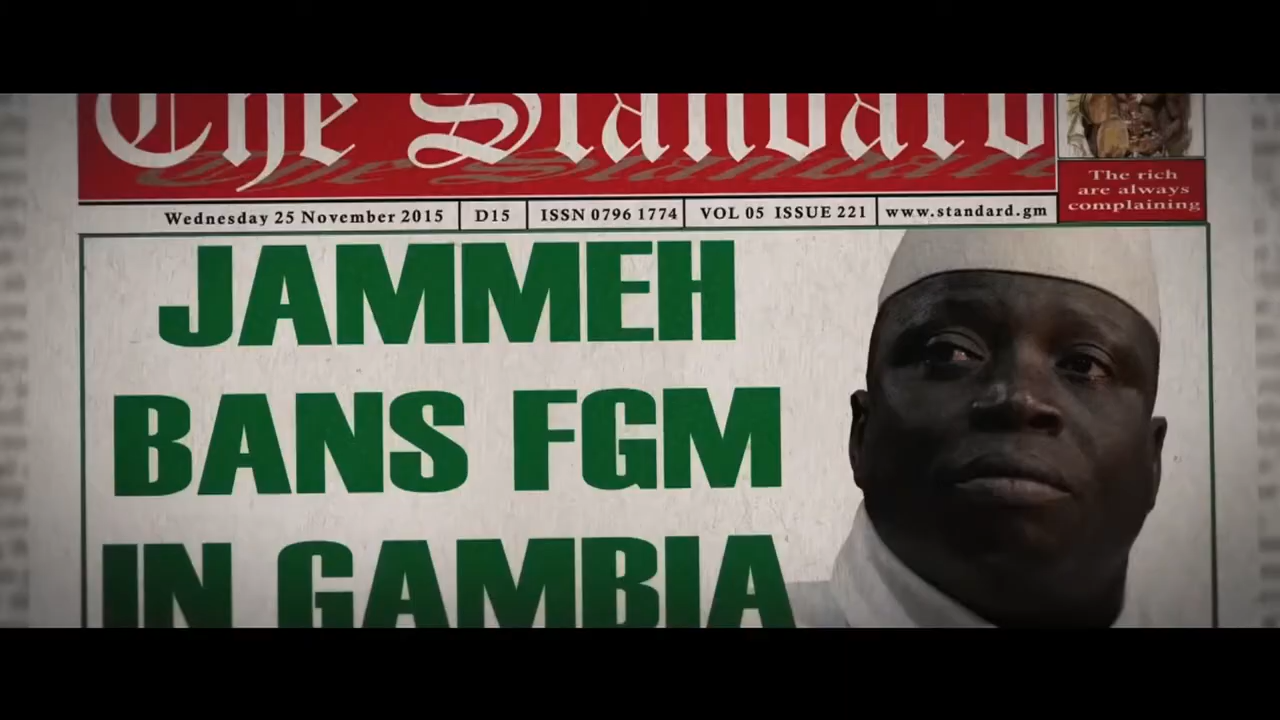 The Standard
The rich
are always
complaining
Wednesday 25 November 2015 D15 ISSN 0796 1774 VOL 05 ISSUE 221 www.standard.gm
JAMMEH
BANS FGM
IN GAMBIA